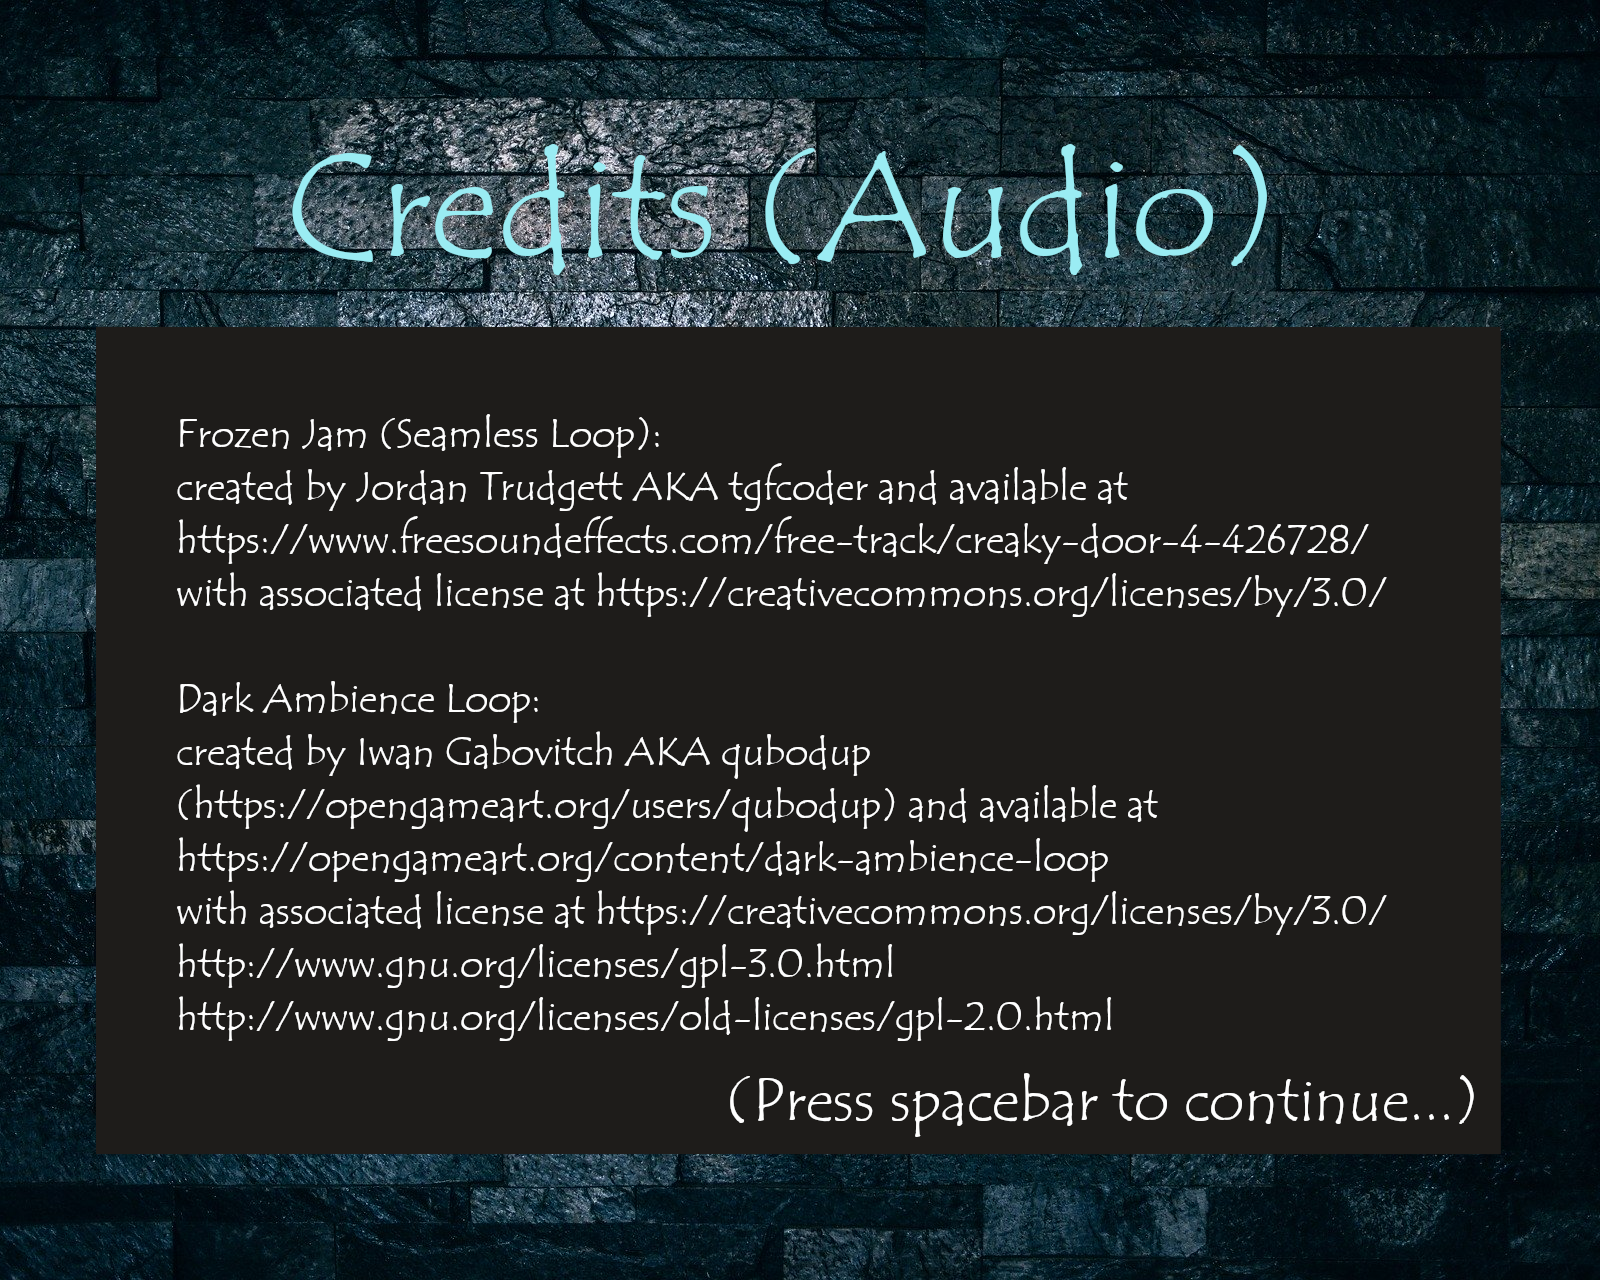 Credits (Audio)
Frozen Jam (Seamless Loop):
created by Jordan Trudgett AKA tgfcoder and available at
https://www.freesoundeffects.com/free-track/creaky-door-4-426728/
with associated license at https://creativecommons.org/licenses/by/3.0/
Dark Ambience Loop:
created by Iwan Gabovitch AKA qubodup
(https://opengameart.org/users/qubodup) and available at
https://opengameart.org/content/dark-ambience-loop
with associated license at https://creativecommons.org/licenses/by/3.0/
http://www.gnu.org/licenses/gpl-3.0.html
http://www.gnu.org/licenses/old-licenses/gpl-2.0.html
(Press spacebar to continue...)